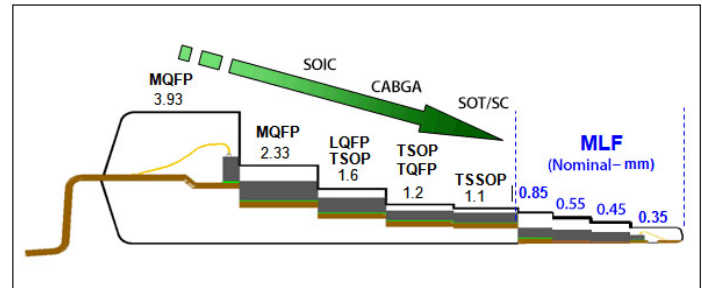 SOIC
CABGA
SOT/SC
MQFP
3.93
MQFP
2.33
LQFP
TSOP
1.6
TSOP
TQFP
1.2
TSSOP
1.1
MLF
(Nominal– mm)
0.85
0.55
0.45
0.35